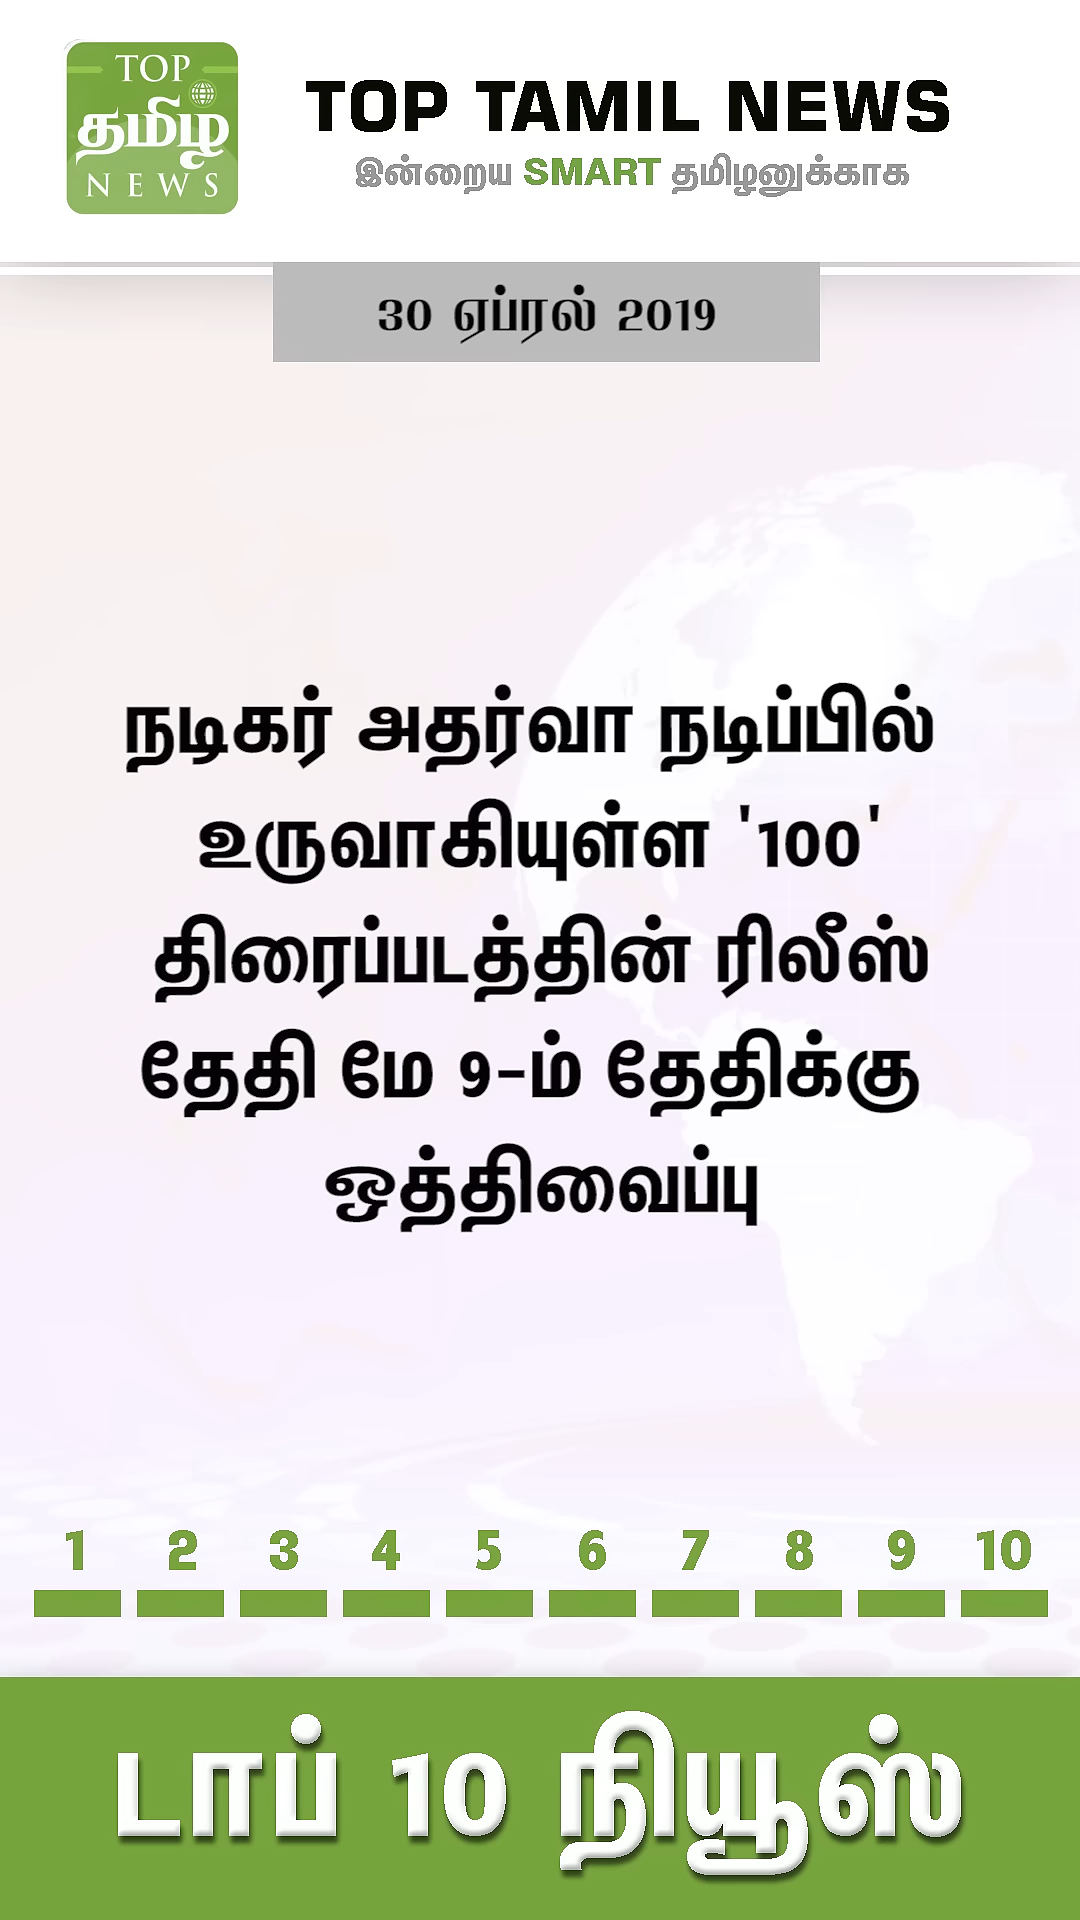 TOP
தமிழ்
NEWS
TOP TAMIL NEWS
இன்றைய SMART தமிழனுக்காக
30 ஏப்ரல் 2019
நடிகர் அதர்வா நடிப்பில்
உருவாகியுள்ள '100'
திரைப்படத்தின் ரிலீஸ்
தேதி மே 9-ம் தேதிக்கு
ஒத்திவைப்பு
1 2 3 4 5 6 7 8 9 10
டாப் 10 நியூஸ்